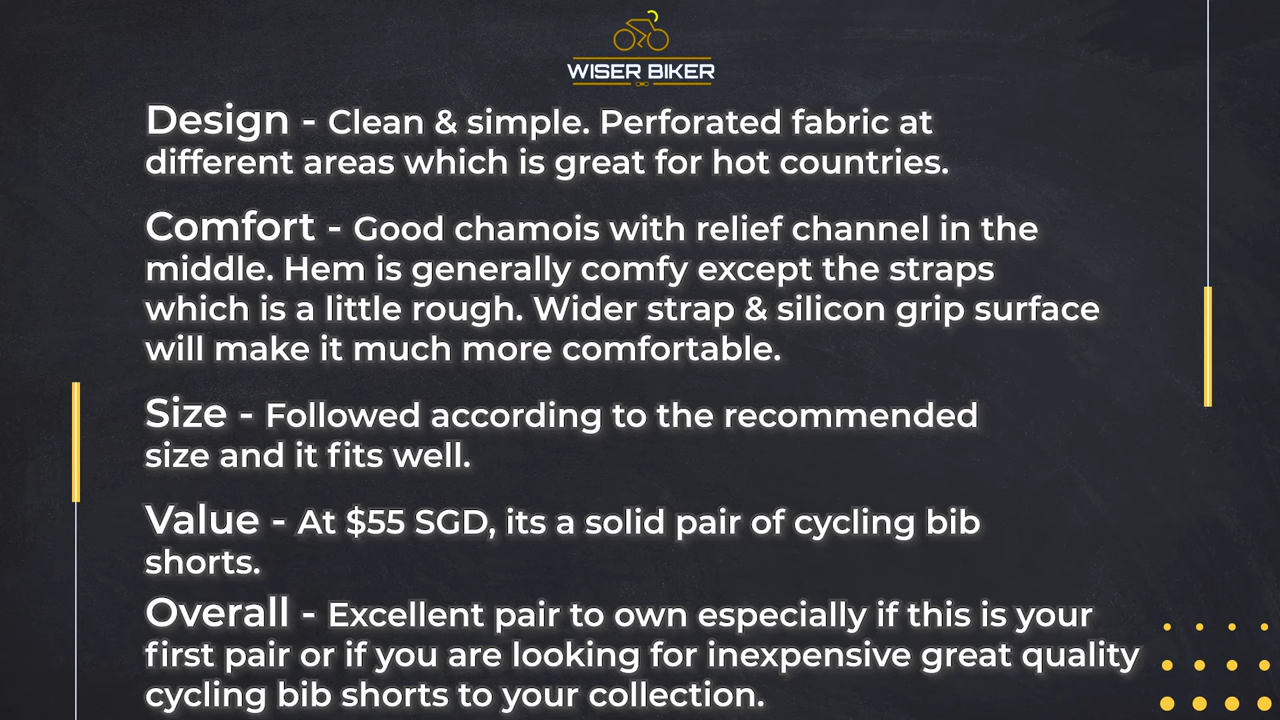 WISER BIKER
Design - Clean & simple. Perforated fabric at
different areas which is great for hot countries.
Comfort - Good chamois with relief channel in the
middle. Hem is generally comfy except the straps
which is a little rough. Wider strap & silicon grip surface
will make it much more comfortable.
Size - Followed according to the recommended
size and it fits well.
Value - At $55 SGD, its a solid pair of cycling bib
shorts.
Overall - Excellent pair to own especially if this is your
first pair or if you are looking for inexpensive great quality
cycling bib shorts to your collection.